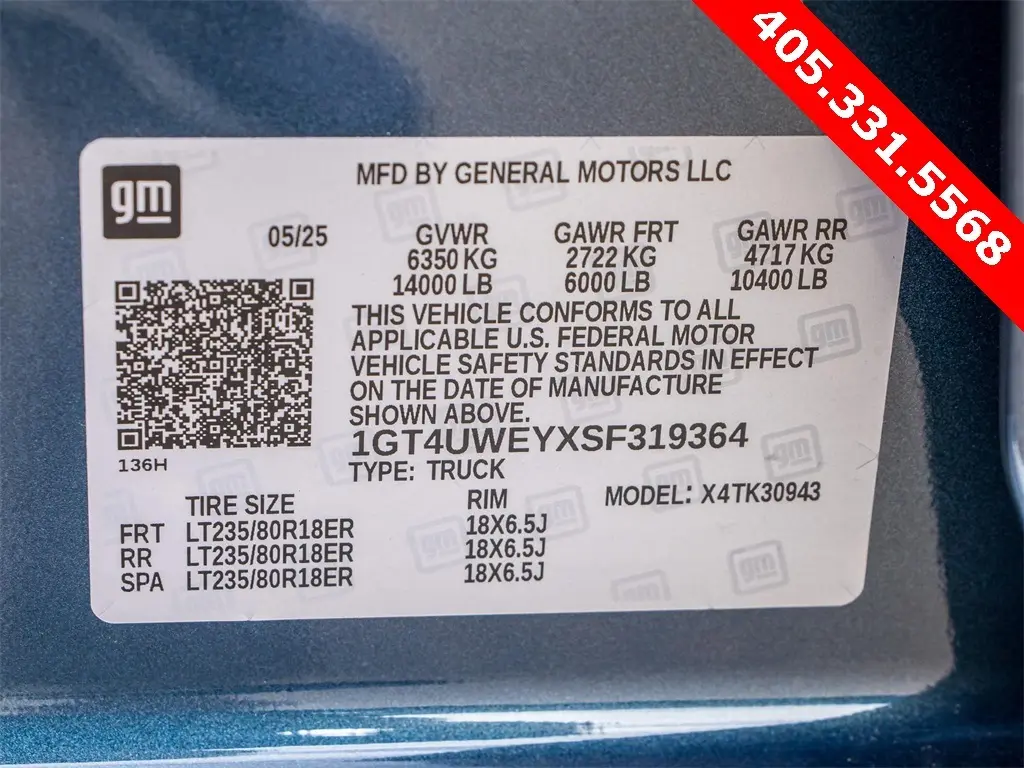 405.331.5568
gm
MFD BY GENERAL MOTORS LLC
05/25 GVWR GAWR FRT GAWR RR
6350 KG 2722 KG 4717 KG
14000 LB 6000 LB 10400 LB
THIS VEHICLE CONFORMS TO ALL
APPLICABLE U.S. FEDERAL MOTOR
VEHICLE SAFETY STANDARDS IN EFFECT
ON THE DATE OF MANUFACTURE
SHOWN ABOVE.
1GT4UWEYXSF319364
136H
TYPE: TRUCK
TIRE SIZE RIM MODEL: X4TK30943
FRT LT235/80R18ER 18X6.5J
RR LT235/80R18ER 18X6.5J
SPA LT235/80R18ER 18X6.5J